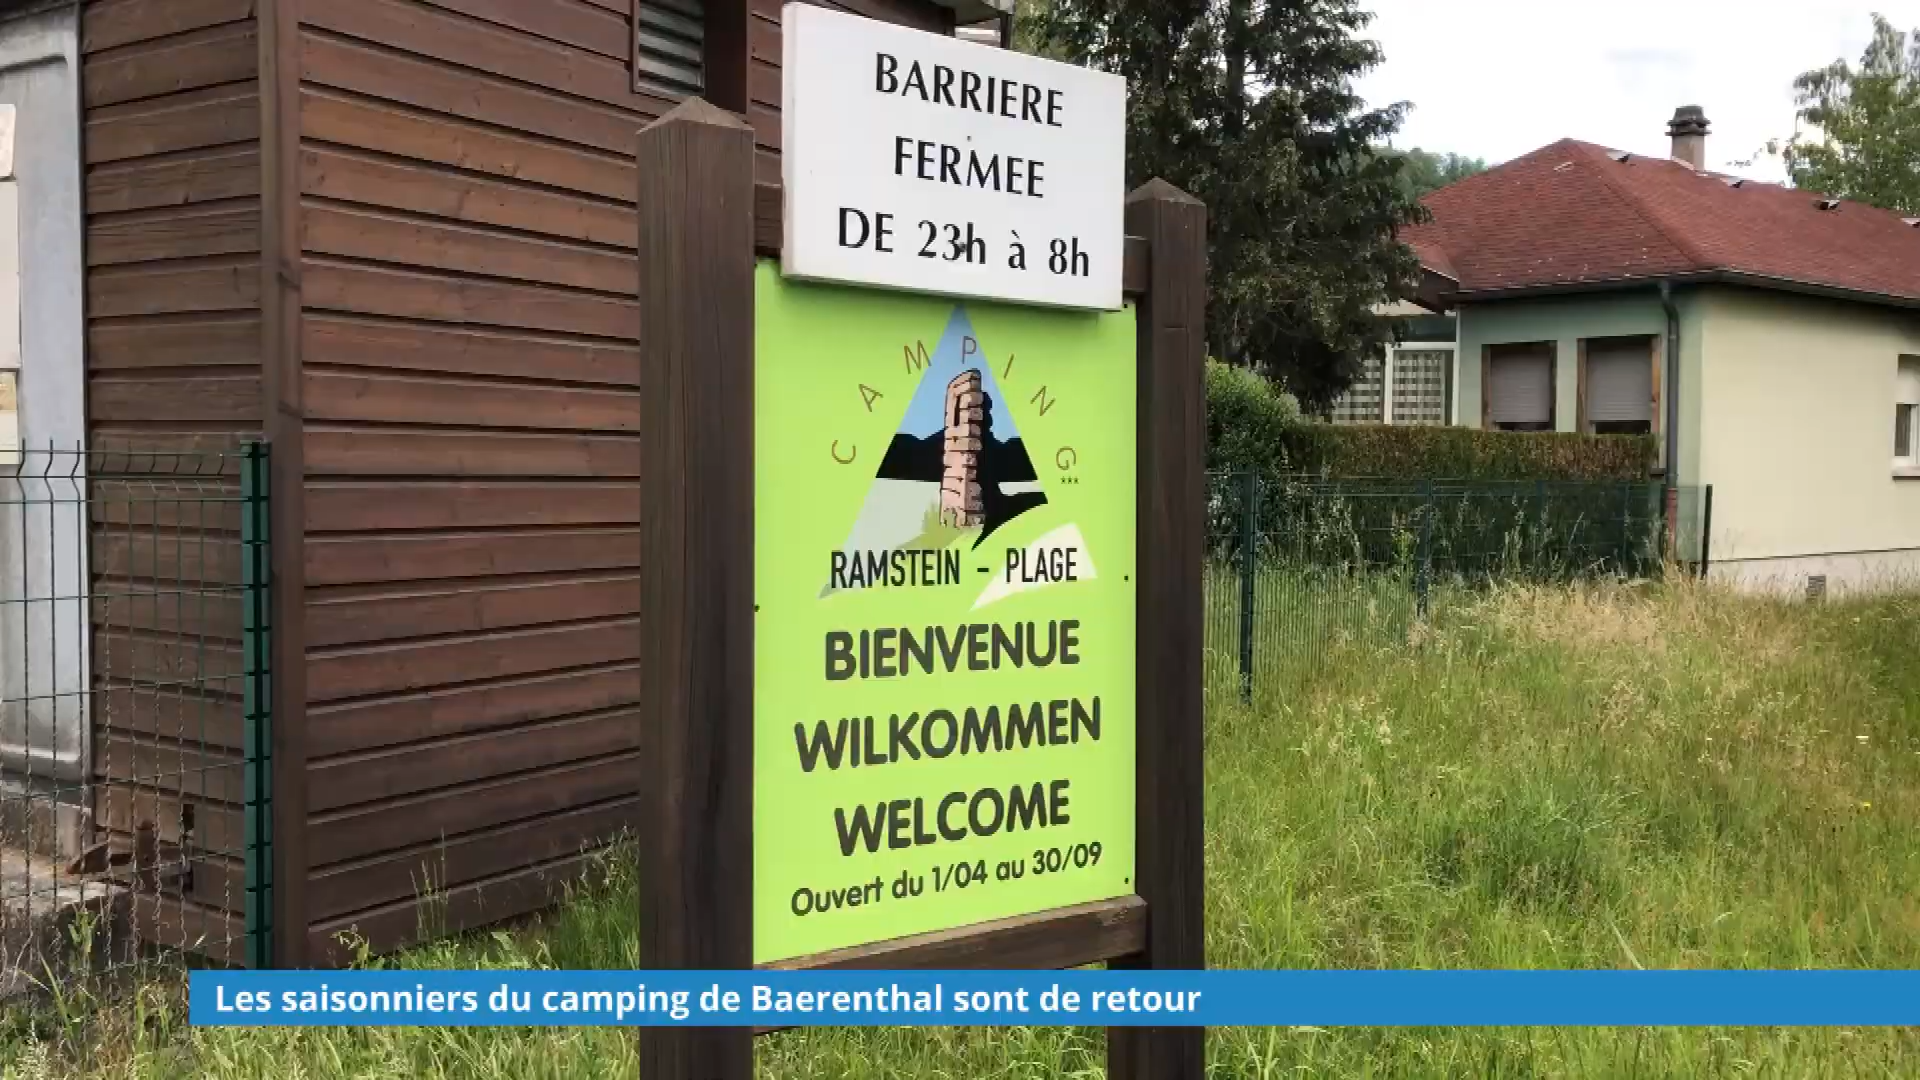 BARRIERE
FERMEE
DE 23h à 8h
CAMPING
***
RAMSTEIN - PLAGE
BIENVENUE
WILKOMMEN
WELCOME
Ouvert du 1/04 au 30/09
Les saisonniers du camping de Baerenthal sont de retour